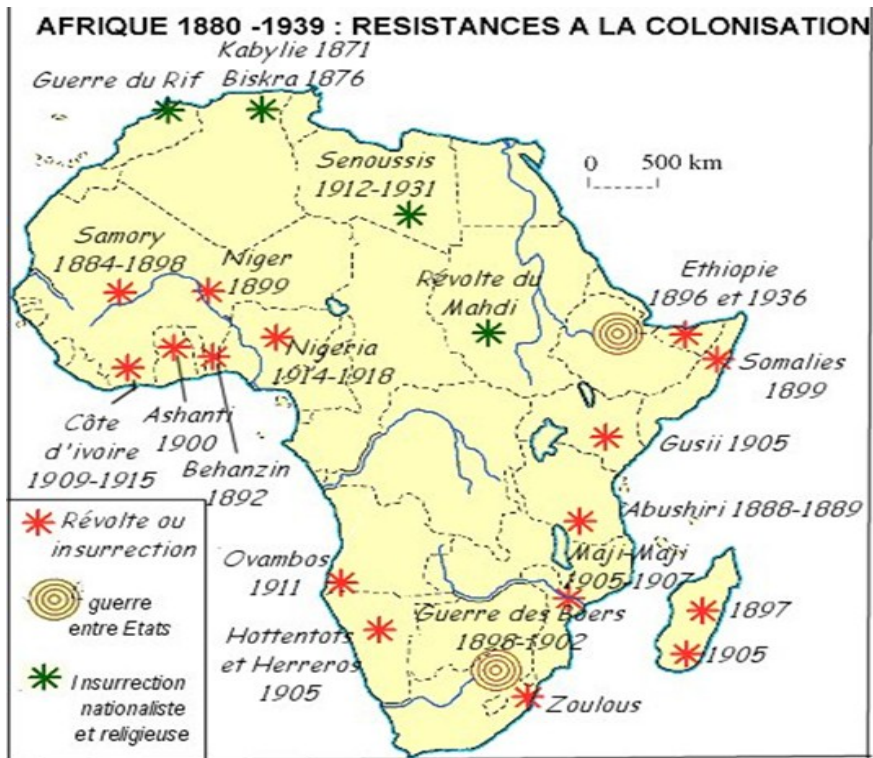 AFRIQUE 1880 -1939 : RESISTANCES A LA COLONISATION
Kabylie 1871
Guerre du Rif
Biskra 1876
Senoussis
1912-1931
0 500 km
Samory
1884-1898
Niger
1899
Révolte du
Mahdi
Ethiopie
1896 et 1936
Nigeria
1914-1918
Somalies
1899
Côte
d'ivoire
1909-1915
Ashanti
1900
Behanzin
1892
Gusii 1905
Abushiri 1888-1889
Maji-Maji
1905-1907
Ovambos
1911
Guerre des Boers
1898-1902
Hottentots
et Herreros
1905
1897
1905
Zoulous
Révolte ou
insurrection
guerre
entre Etats
Insurrection
nationaliste
et religieuse